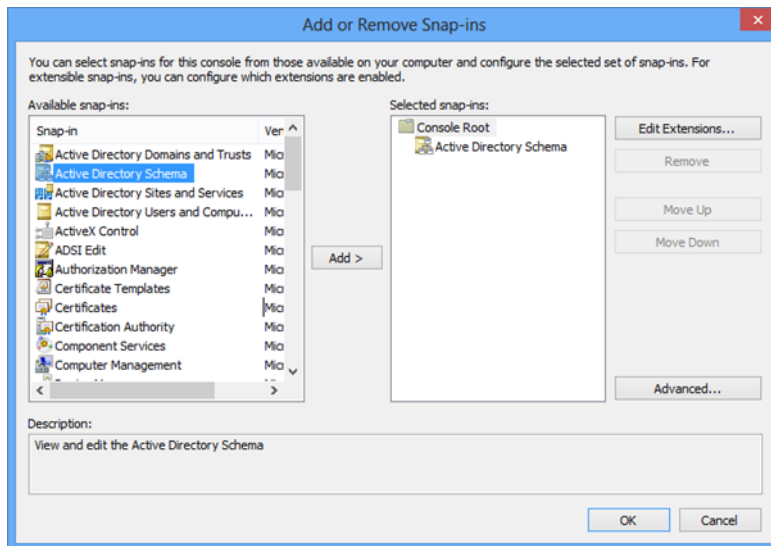 Add or Remove Snap-ins
You can select snap-ins for this console from those available on your computer and configure the selected set of snap-ins. For
extensible snap-ins, you can configure which extensions are enabled.
Available snap-ins:
Selected snap-ins:
Snap-in Ver
Active Directory Domains and Trusts Mic
Active Directory Schema Mic
Active Directory Sites and Services Mic
Active Directory Users and Compu... Mic
ActiveX Control Mic
ADSI Edit Mic
Authorization Manager Mic
Certificate Templates Mic
Certificates Mic
Certification Authority Mic
Component Services Mic
Computer Management Mic
Add >
Console Root
Active Directory Schema
Edit Extensions...
Remove
Move Up
Move Down
Advanced...
Description:
View and edit the Active Directory Schema
OK Cancel